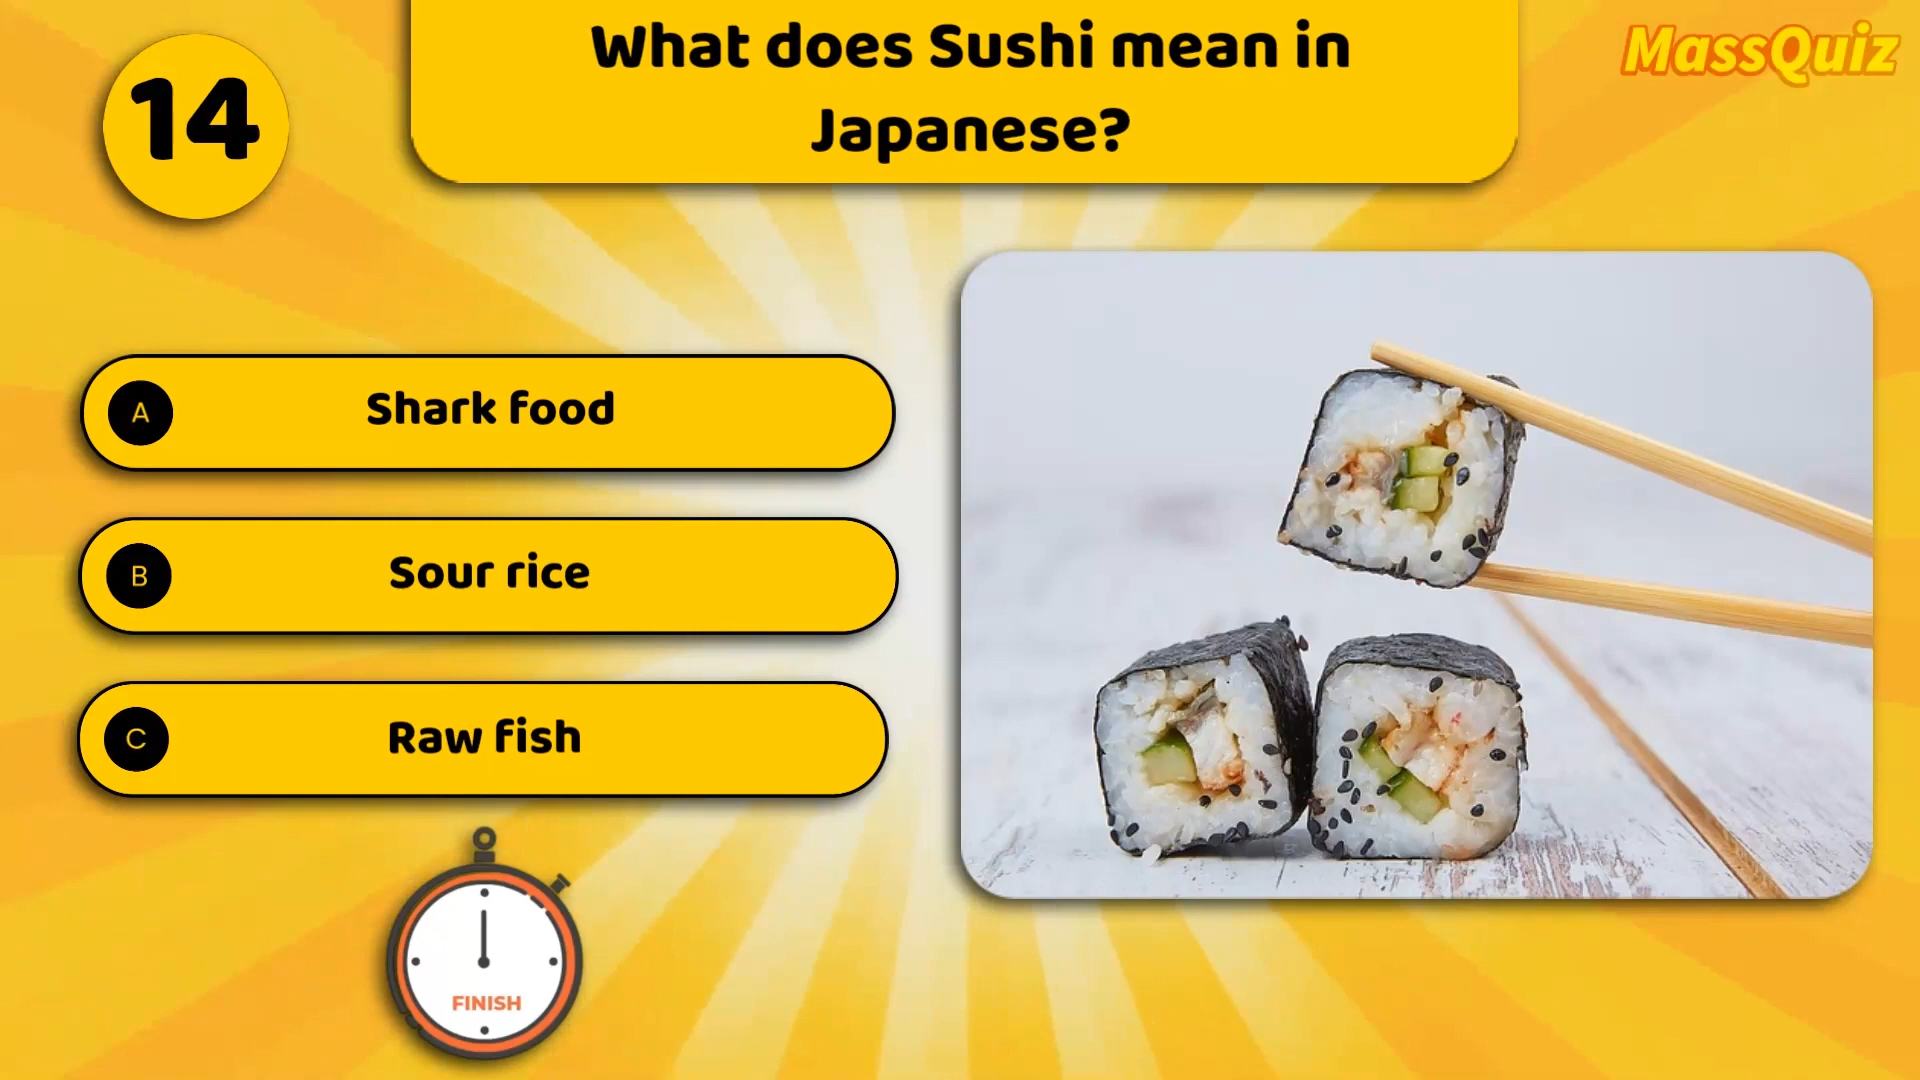 14
What does Sushi mean in
Japanese?
MassQuiz
A Shark food
B Sour rice
C Raw fish
FINISH